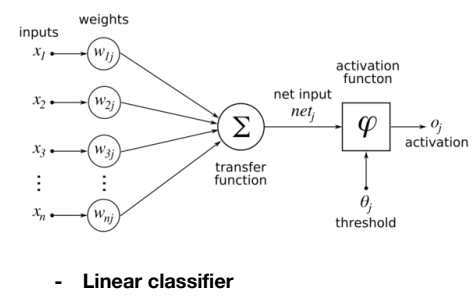 weights
inputs
x1
w1j
x2
w2j
x3
w3j
⋮
⋮
xn
wnj
Σ
transfer
function
net input
netj
activation
functon
φ
oj
activation
θj
threshold
- Linear classifier